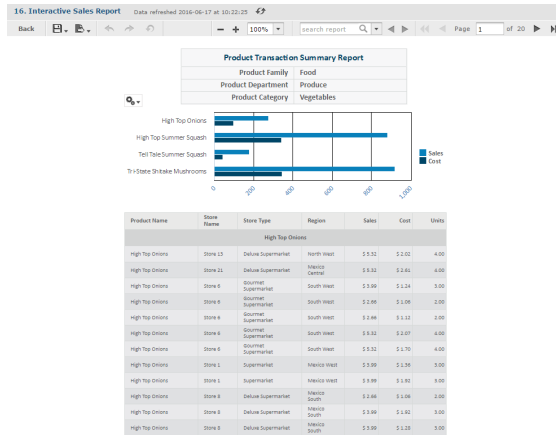 16. Interactive Sales Report Data refreshed 2016-06-17 at 10:22:25
Back 100% search report Page 1 of 20
Product Transaction Summary Report
Product Family Food
Product Department Produce
Product Category Vegetables
High Top Onions
High Top Summer Squash
Tell Tale Summer Squash
Tri-State Shitake Mushrooms
Sales
Cost
0 200 400 600 800 1,000
Product Name Store Name Store Type Region Sales Cost Units
High Top Onions
High Top Onions Store 13 Deluxe Supermarket North West $ 5.32 $ 2.02 4.00
High Top Onions Store 21 Deluxe Supermarket Mexico Central $ 5.32 $ 2.61 4.00
High Top Onions Store 6 Gourmet Supermarket South West $ 3.99 $ 1.24 3.00
High Top Onions Store 6 Gourmet Supermarket South West $ 2.66 $ 1.06 2.00
High Top Onions Store 6 Gourmet Supermarket South West $ 2.66 $ 1.12 2.00
High Top Onions Store 6 Gourmet Supermarket South West $ 5.32 $ 2.07 4.00
High Top Onions Store 6 Gourmet Supermarket South West $ 5.32 $ 1.70 4.00
High Top Onions Store 1 Supermarket Mexico West $ 3.99 $ 1.36 3.00
High Top Onions Store 1 Supermarket Mexico West $ 3.99 $ 1.92 3.00
High Top Onions Store 8 Deluxe Supermarket Mexico South $ 2.66 $ 1.06 2.00
High Top Onions Store 8 Deluxe Supermarket Mexico South $ 3.99 $ 1.92 3.00
High Top Onions Store 8 Deluxe Supermarket Mexico South $ 3.99 $ 1.28 3.00